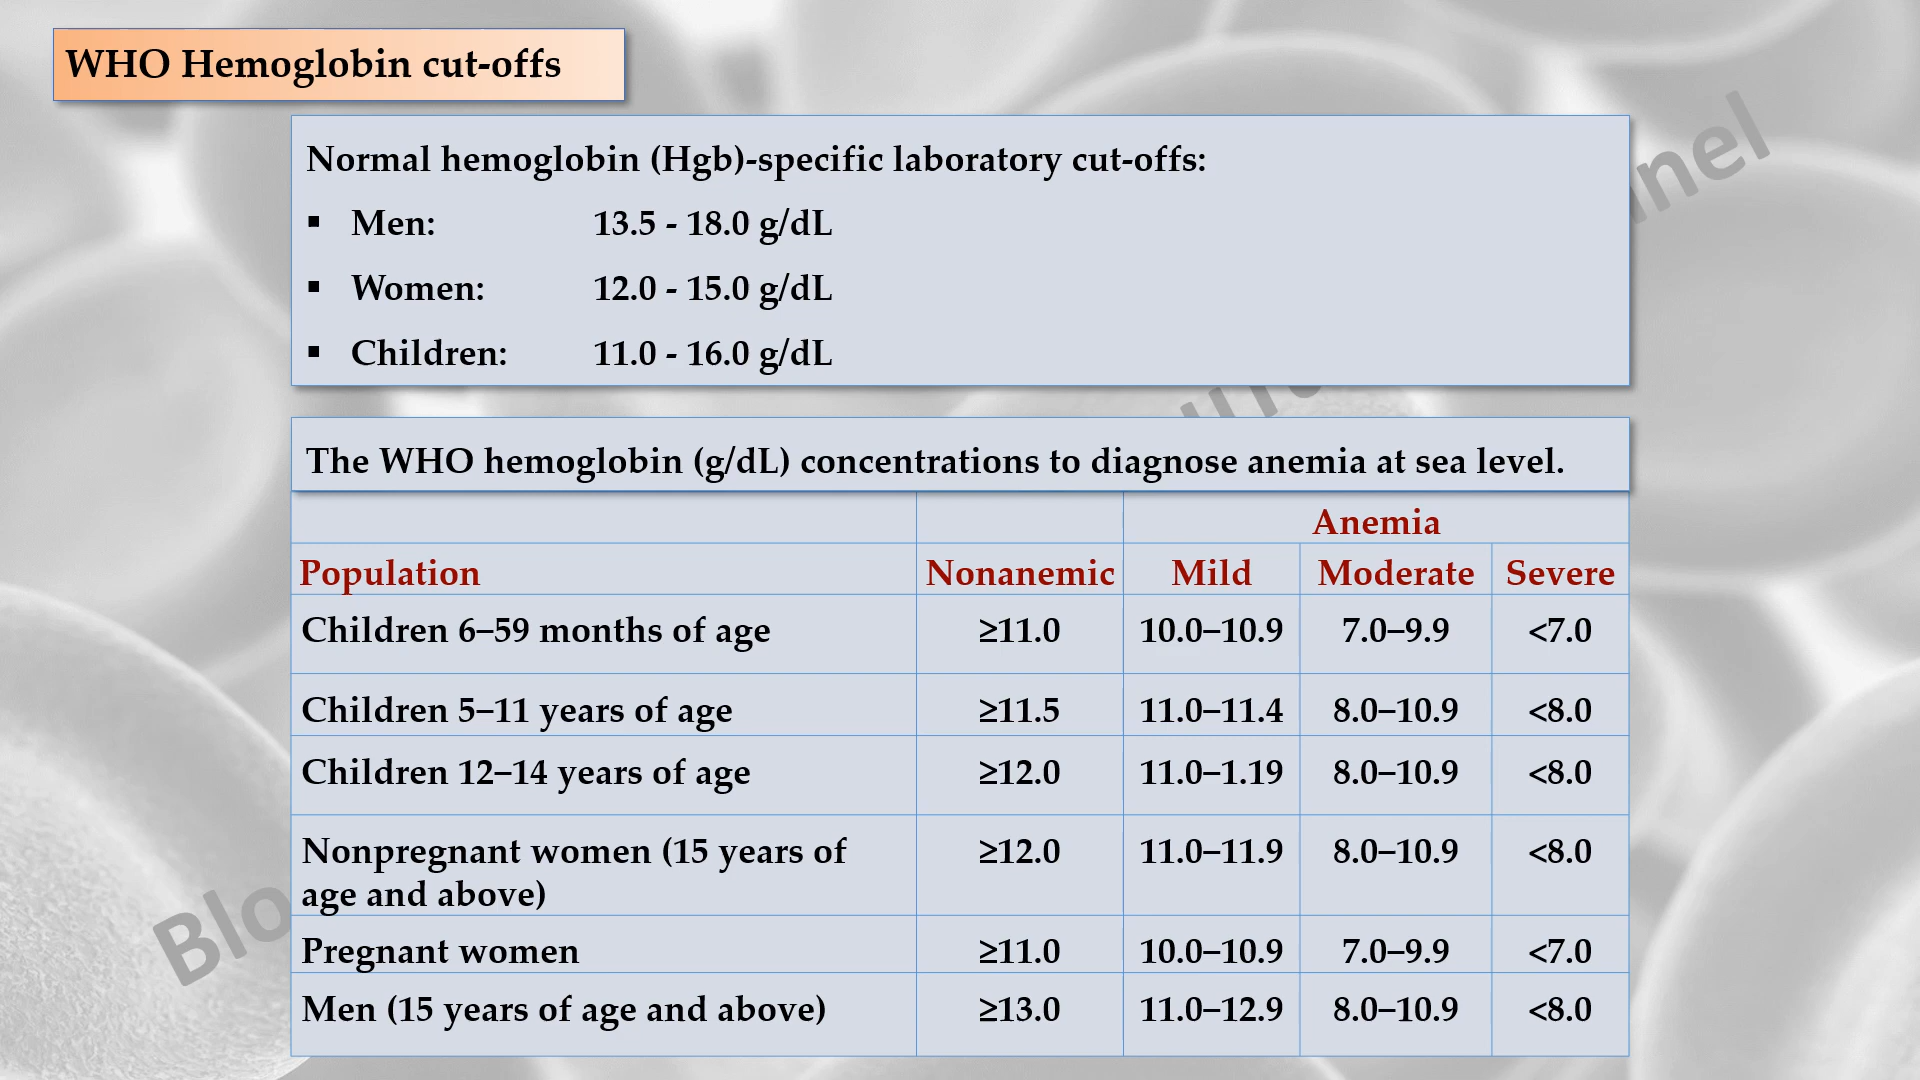 WHO Hemoglobin cut-offs
Normal hemoglobin (Hgb)-specific laboratory cut-offs:
▪ Men: 13.5 - 18.0 g/dL
▪ Women: 12.0 - 15.0 g/dL
▪ Children: 11.0 - 16.0 g/dL
The WHO hemoglobin (g/dL) concentrations to diagnose anemia at sea level.
Anemia
Population Nonanemic Mild Moderate Severe
Children 6–59 months of age ≥11.0 10.0–10.9 7.0–9.9 <7.0
Children 5–11 years of age ≥11.5 11.0–11.4 8.0–10.9 <8.0
Children 12–14 years of age ≥12.0 11.0–1.19 8.0–10.9 <8.0
Nonpregnant women (15 years of ≥12.0 11.0–11.9 8.0–10.9 <8.0
age and above)
Pregnant women ≥11.0 10.0–10.9 7.0–9.9 <7.0
Men (15 years of age and above) ≥13.0 11.0–12.9 8.0–10.9 <8.0